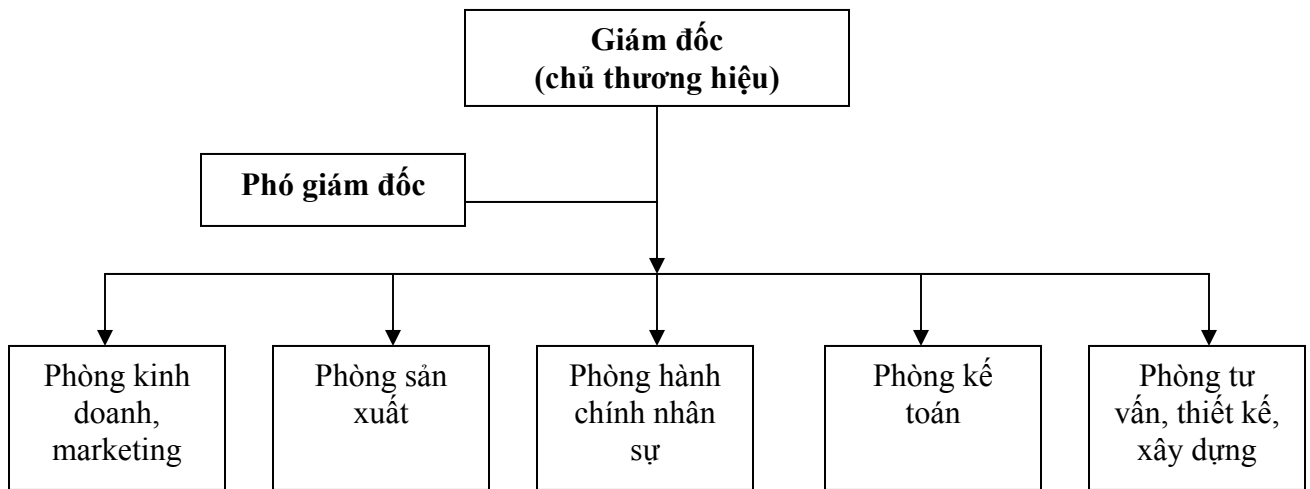 Giám đốc
(chủ thương hiệu)
Phó giám đốc
Phòng kinh
doanh,
marketing
Phòng sản
xuất
Phòng hành
chính nhân
sự
Phòng kế
toán
Phòng tư
vấn, thiết kế,
xây dựng